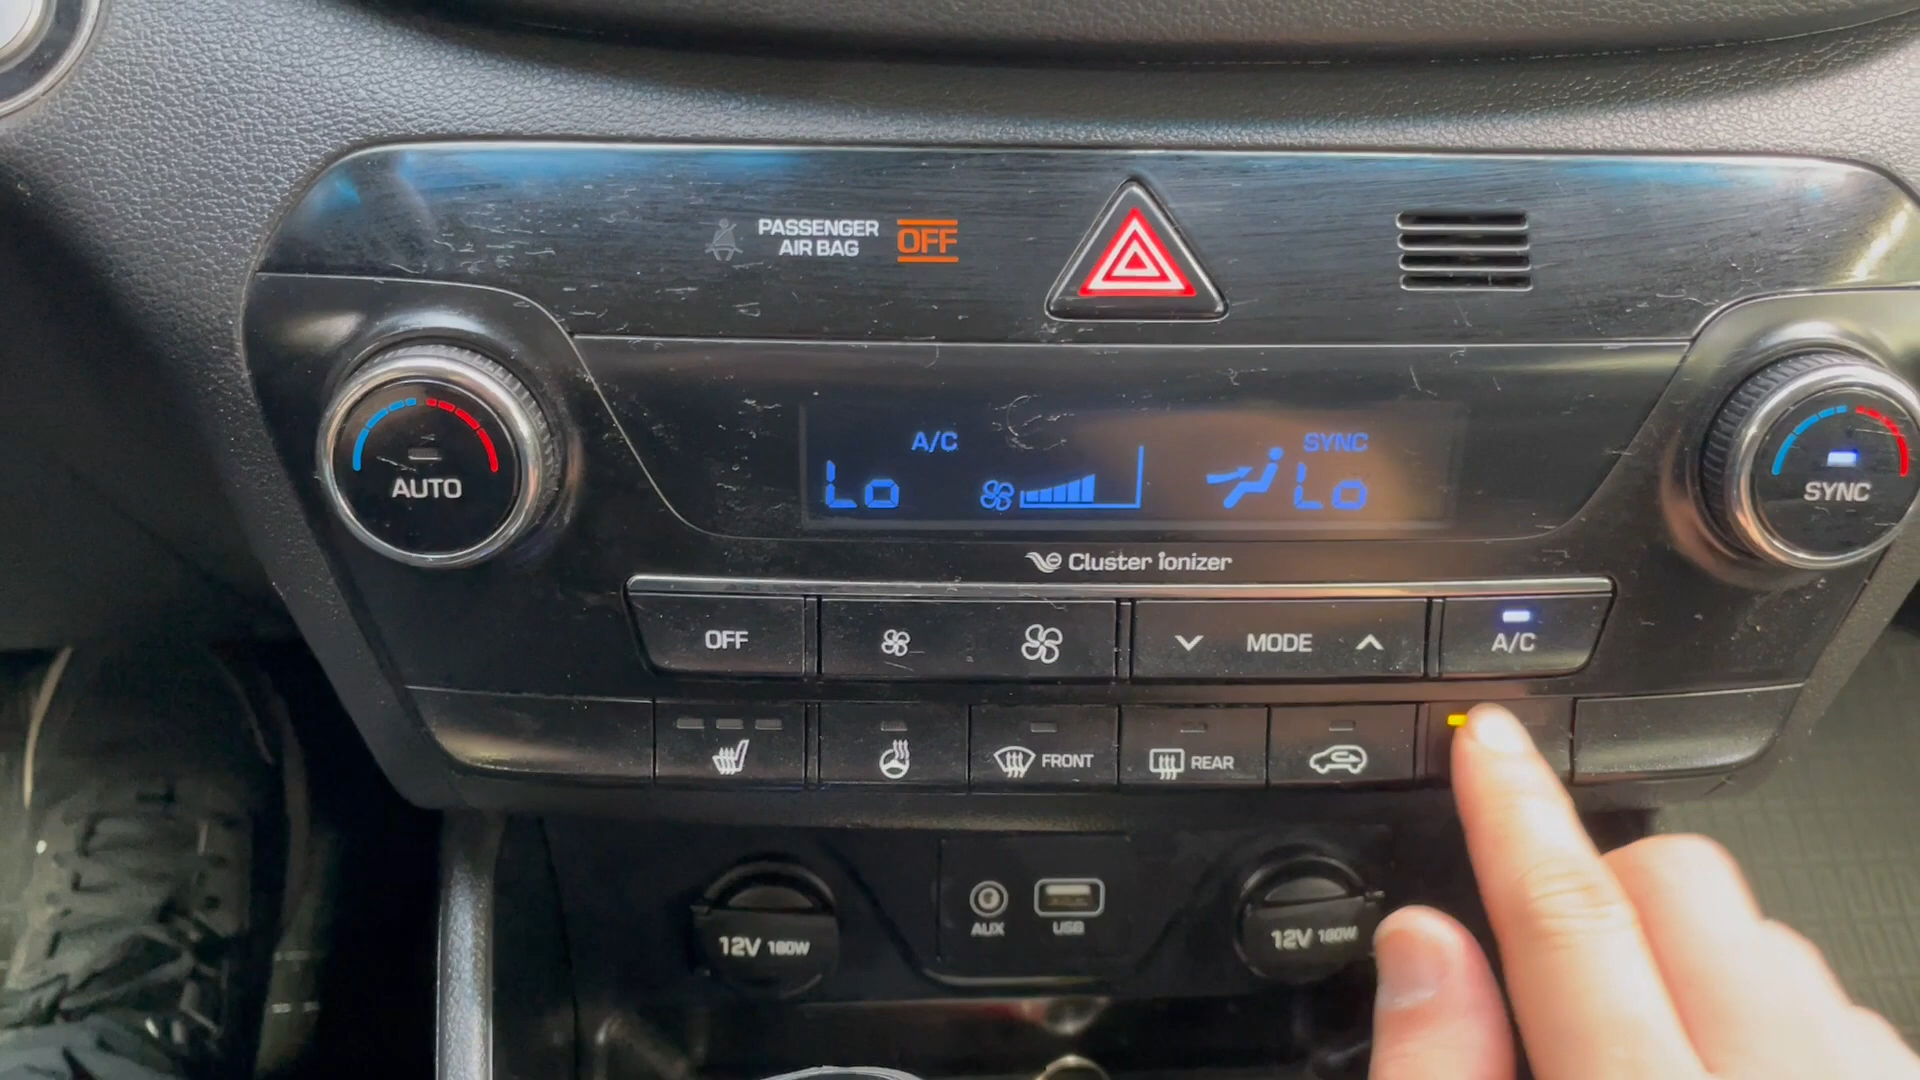 PASSENGER
AIR BAG
OFF
A/C
SYNC
Lo
Lo
AUTO
SYNC
Cluster ionizer
OFF
MODE
A/C
FRONT
REAR
AUX
USB
12V 180W
12V 180W